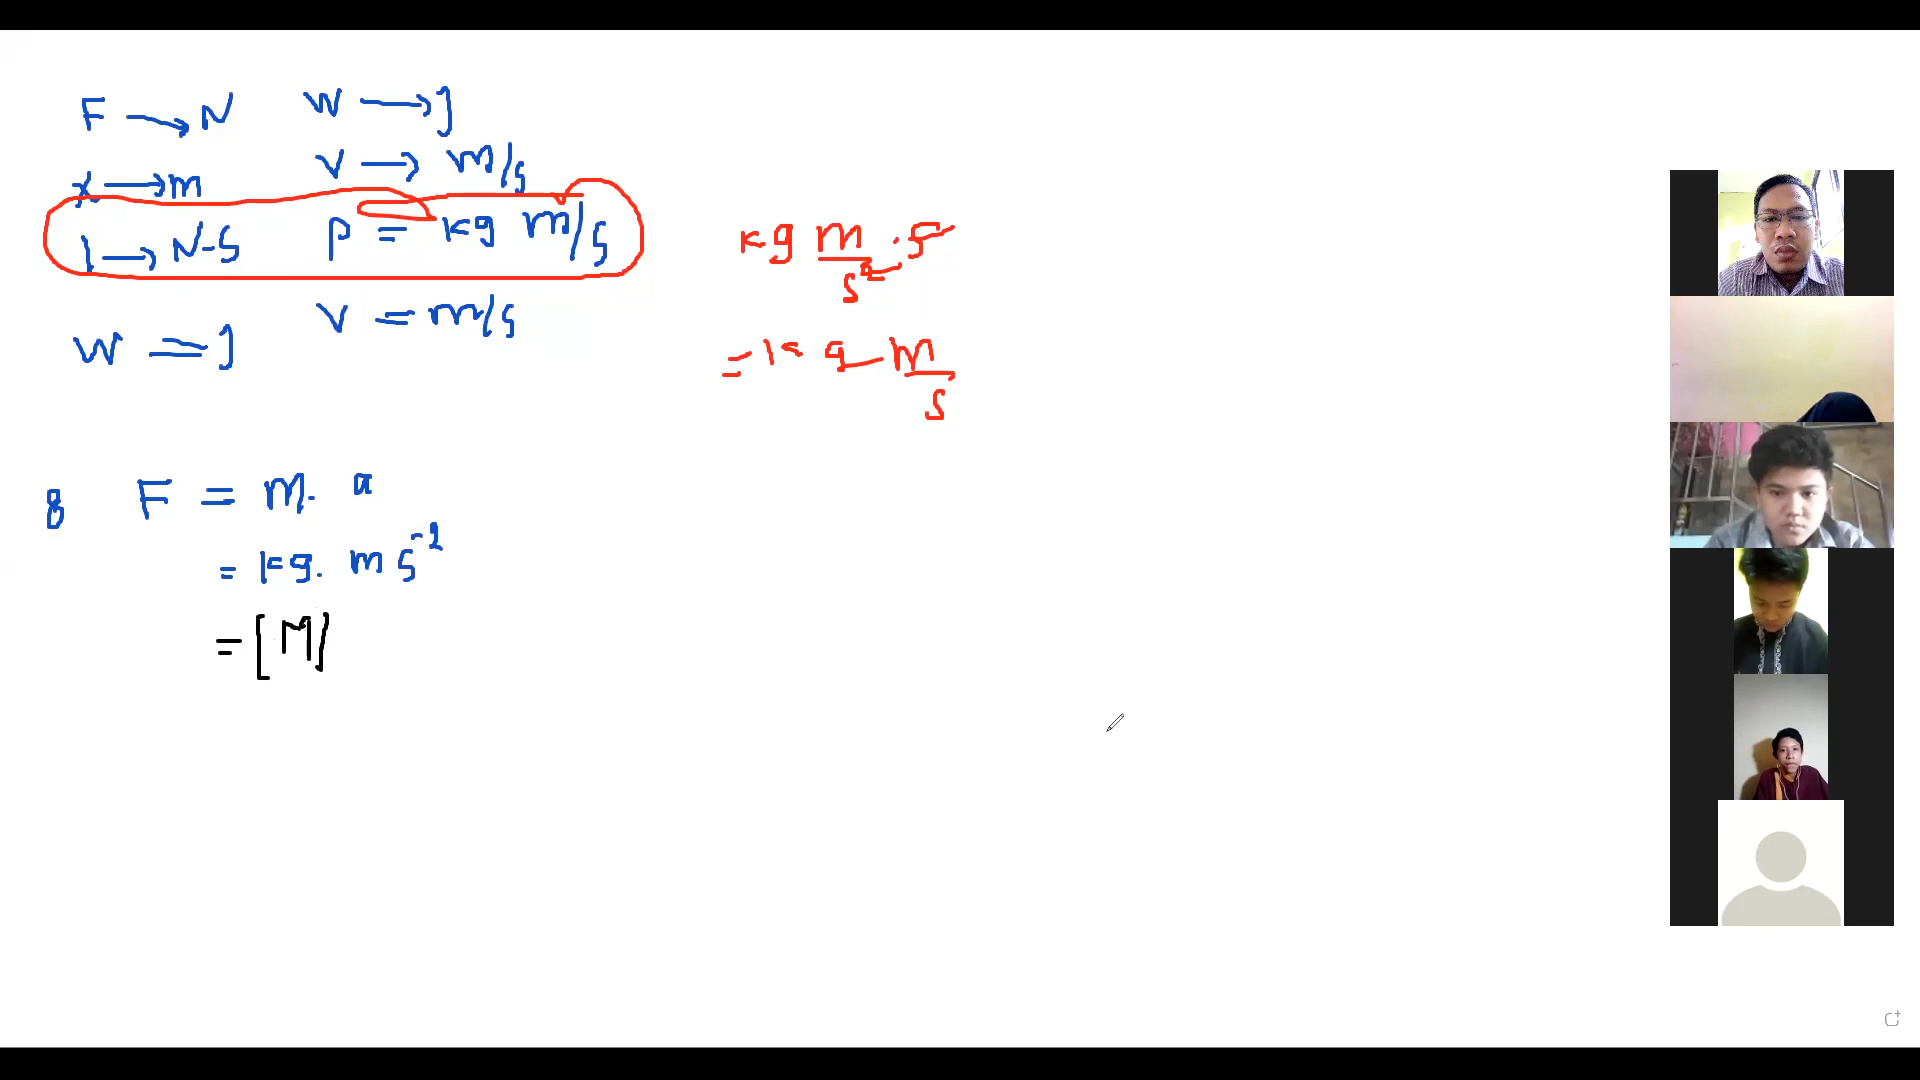 F → N   W → J
x → m   v → m/s
I → N-s   p = kg m/s
v = m/s
W = J
kg m/s² · s
= kg m/s
8   F = m. a
= kg. m s⁻²
= [M]